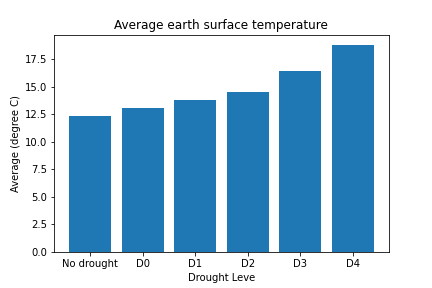 Average earth surface temperature
Average (degree C)
17.5
15.0
12.5
10.0
7.5
5.0
2.5
0.0
No drought D0 D1 D2 D3 D4
Drought Leve